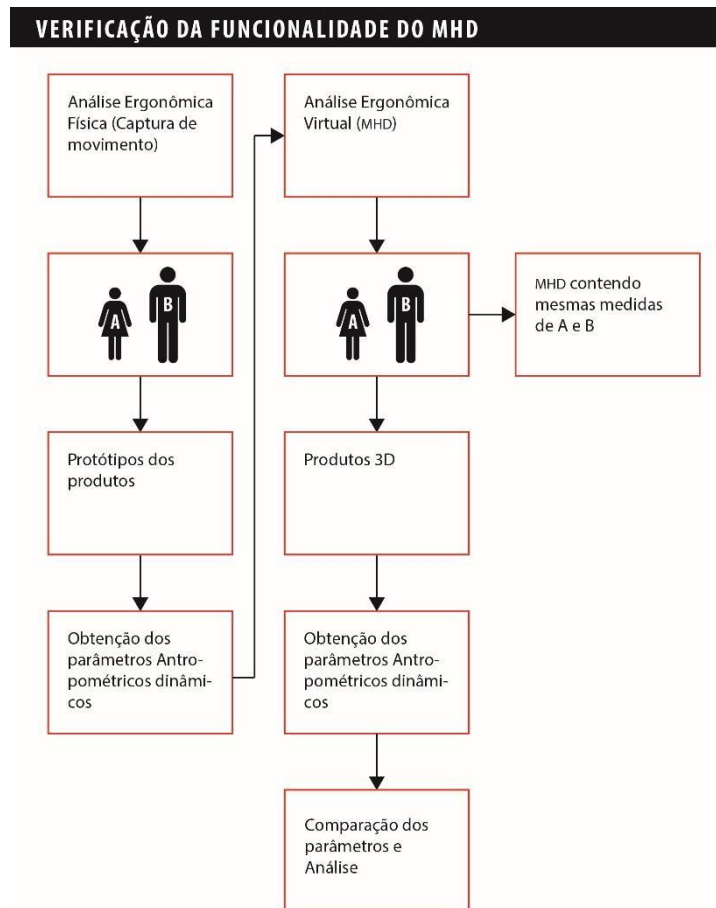 VERIFICAÇÃO DA FUNCIONALIDADE DO MHD
Análise Ergonômica
Física (Captura de
movimento)
A
B
Protótipos dos
produtos
Obtenção dos
parâmetros Antro-
pométricos dinâmi-
cos
Análise Ergonômica
Virtual (MHD)
A
B
MHD contendo
mesmas medidas
de A e B
Produtos 3D
Obtenção dos
parâmetros Antro-
pométricos dinâmi-
cos
Comparação dos
parâmetros e
Análise